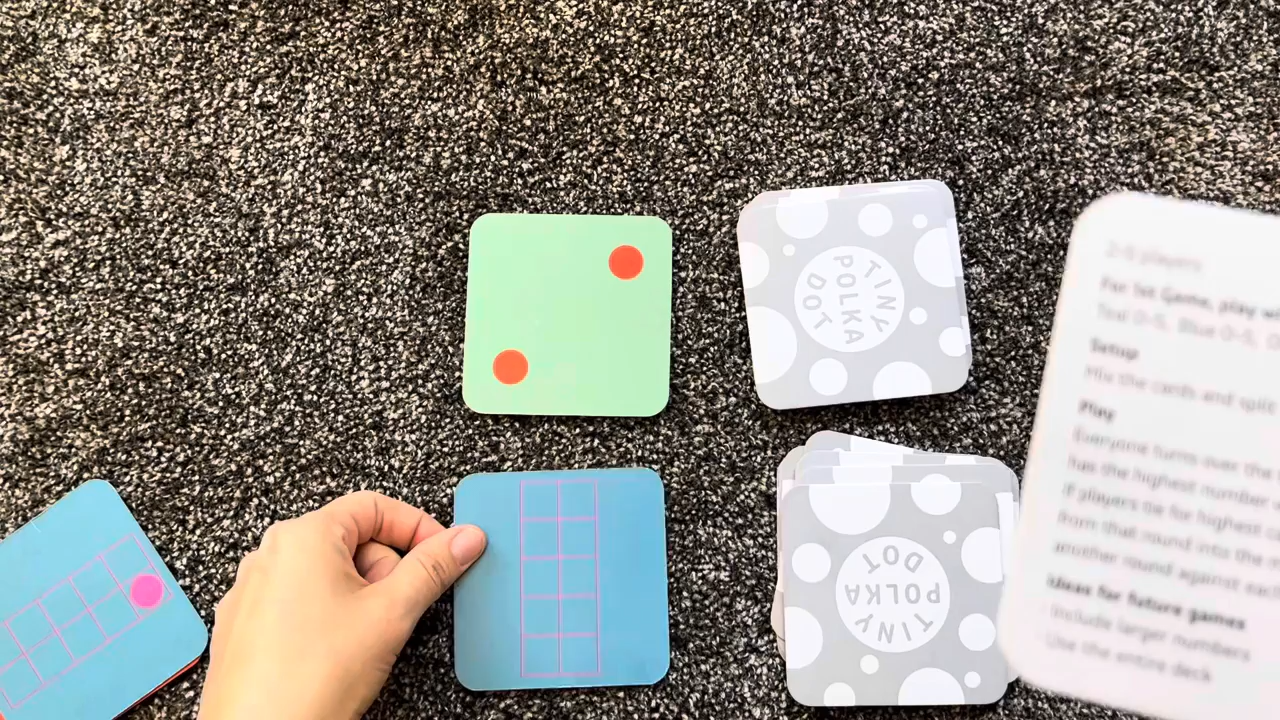 TINY
POLKA
DOT
TINY
POLKA
DOT
2-6 players
For 1st Game, play wi
Teal 0-5, Blue 0-5,
Setup
Mix the cards and split
Play
Everyone turns over the
has the highest number
If players tie for highest
from that round into the
another round against eac
Ideas for future games
Include larger numbers
Use the entire deck